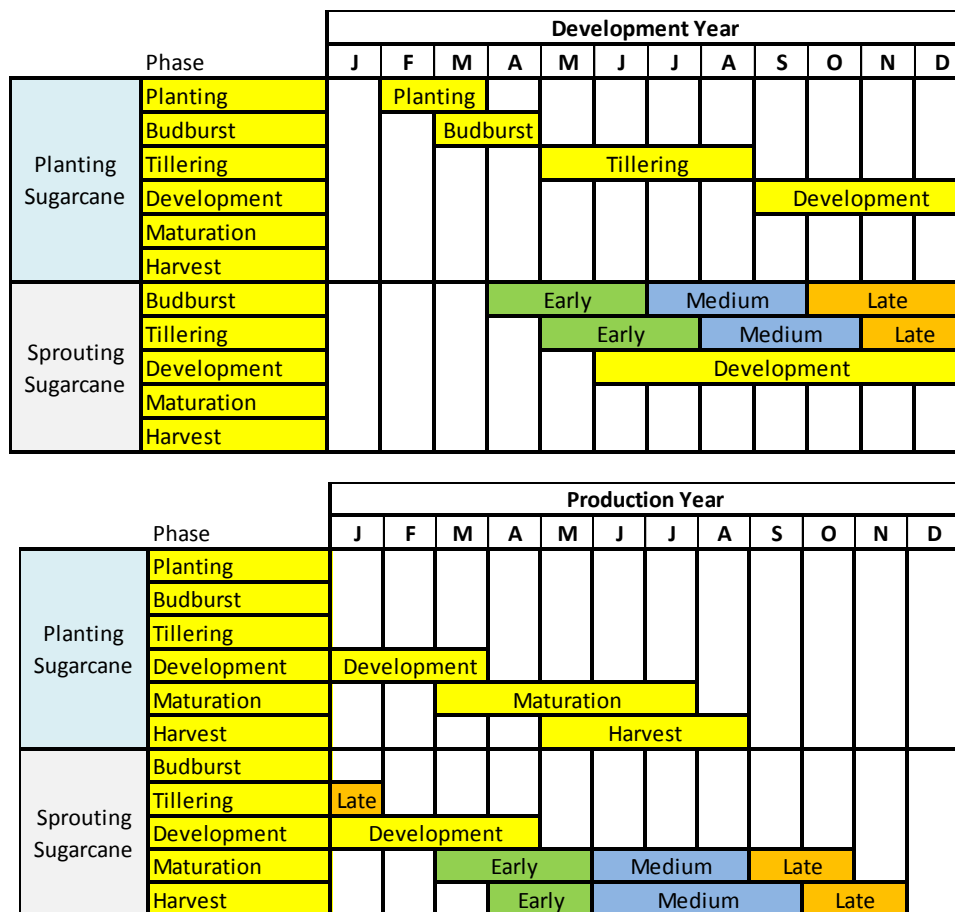 Development Year
Phase J F M A M J J A S O N D
Planting Sugarcane
Planting Planting
Budburst Budburst
Tillering Tillering
Development Development
Maturation
Harvest
Sprouting Sugarcane
Budburst Early Medium Late
Tillering Early Medium Late
Development Development
Maturation
Harvest
Production Year
Phase J F M A M J J A S O N D
Planting Sugarcane
Planting
Budburst
Tillering
Development Development
Maturation Maturation
Harvest Harvest
Sprouting Sugarcane
Budburst
Tillering Late
Development Development
Maturation Early Medium Late
Harvest Early Medium Late